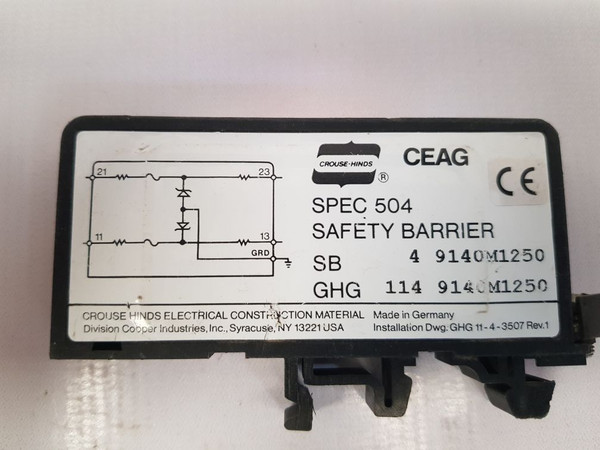 21
23
11
13
GRD
CROUSE-HINDS
®
CEAG
CE
SPEC 504
SAFETY BARRIER
SB 4 9140M1250
GHG 114 9140M1250
CROUSE HINDS ELECTRICAL CONSTRUCTION MATERIAL
Division Cooper Industries, Inc., Syracuse, NY 13221 USA
Made in Germany
Installation Dwg. GHG 11-4-3507 Rev.1